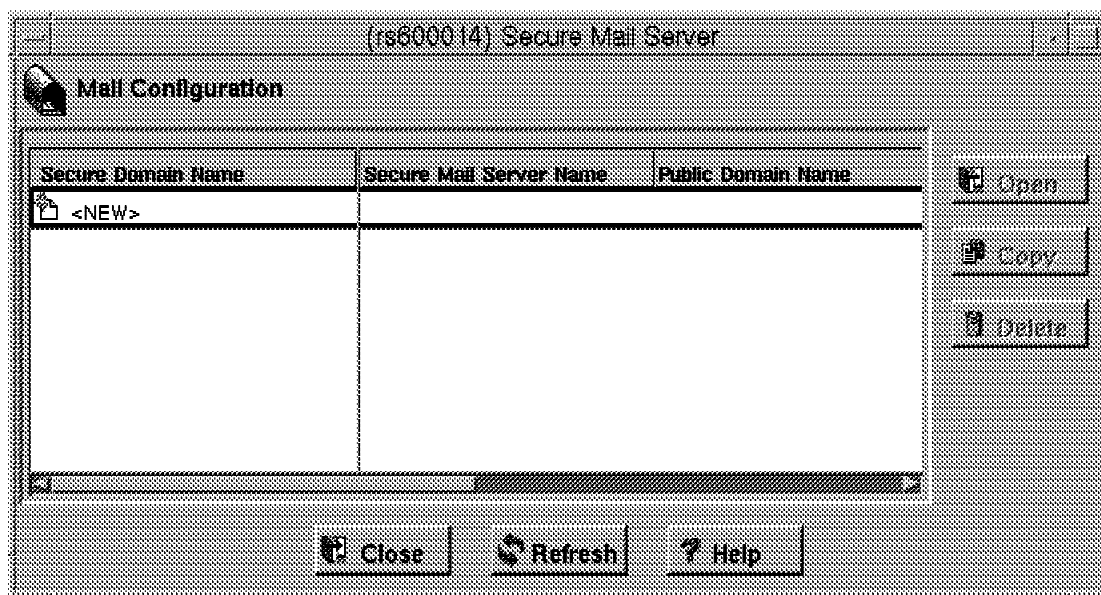 (rs600014) Secure Mail Server
Mail Configuration
Secure Domain Name Secure Mail Server Name Public Domain Name
<NEW>
Open
Copy
Delete
Close Refresh Help